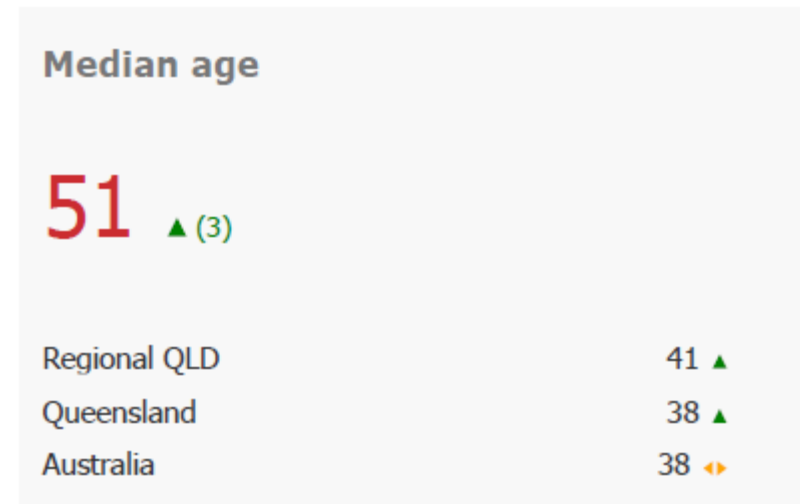 Median age
51 ▲ (3)
Regional QLD 41 ▲
Queensland 38 ▲
Australia 38 ◂▸